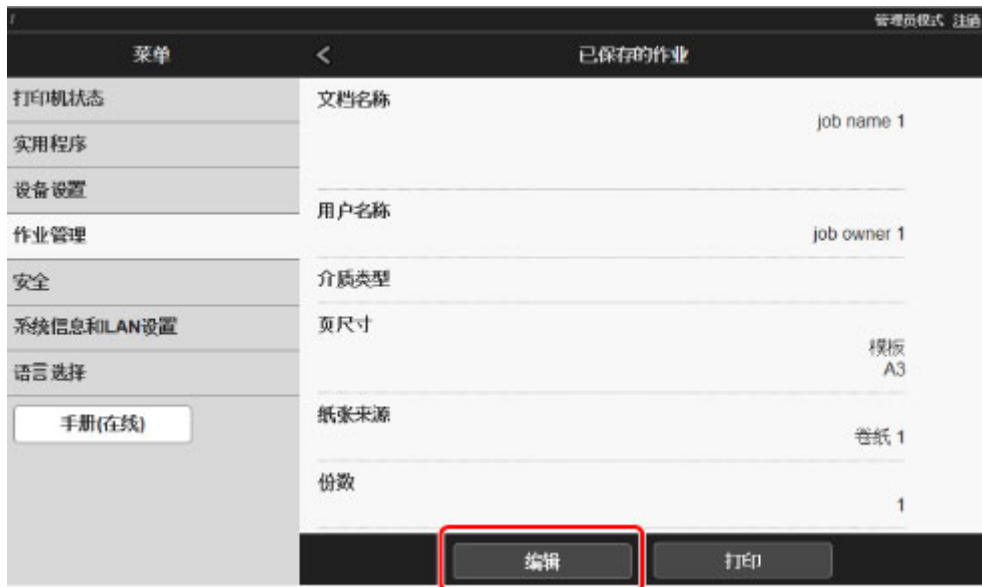 /
管理员模式 注销
菜单
< 已保存的作业
打印机状态
实用程序
设备设置
作业管理
安全
系统信息和LAN设置
语言选择
手册(在线)
文档名称
job name 1
用户名称
job owner 1
介质类型
页尺寸
模板
A3
纸张来源
卷纸 1
份数
1
编辑
打印